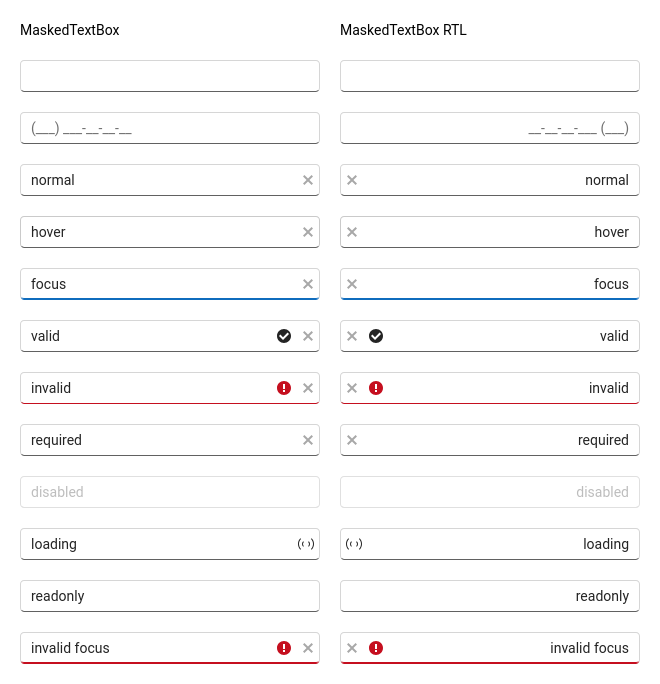 MaskedTextBox MaskedTextBox RTL
(___) ___-__-__-__ __-__-__-___ (___)
normal normal
hover hover
focus focus
valid valid
invalid invalid
required required
disabled disabled
loading loading
readonly readonly
invalid focus invalid focus